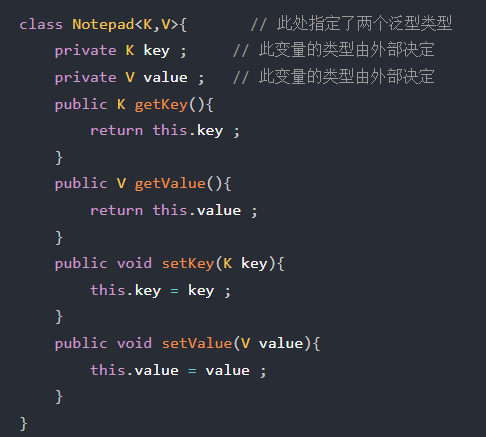 class Notepad<K,V>{       // 此处指定了两个泛型类型
    private K key ;     // 此变量的类型由外部决定
    private V value ;   // 此变量的类型由外部决定
    public K getKey(){
        return this.key ;
    }
    public V getValue(){
        return this.value ;
    }
    public void setKey(K key){
        this.key = key ;
    }
    public void setValue(V value){
        this.value = value ;
    }
}